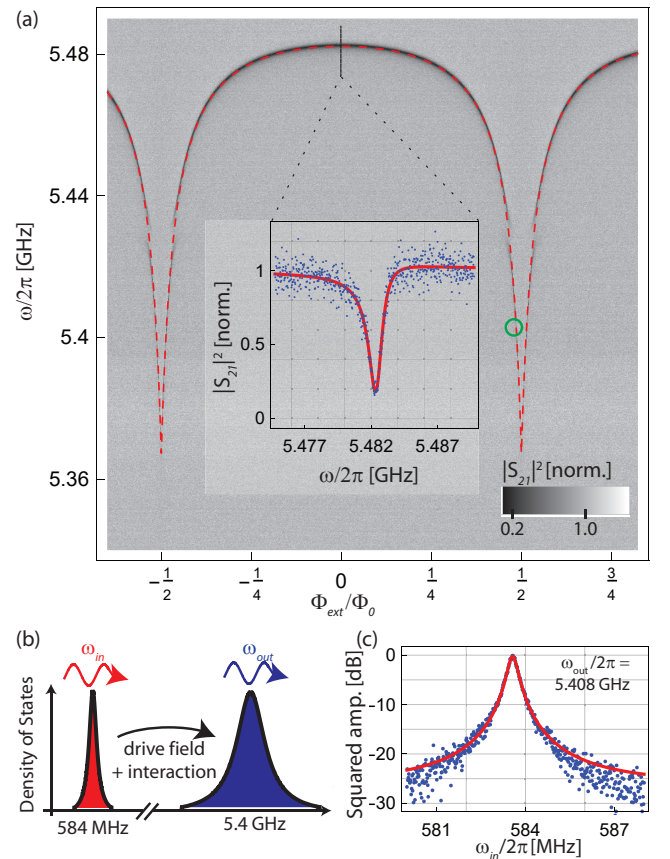 (a)
5.48
5.44
5.4
5.36
ω/2π [GHz]
|S21|² [norm.]
1
0.5
0
5.477 5.482 5.487
ω/2π [GHz]
|S21|² [norm.]
0.2 1.0
−1/2 −1/4 0 1/4 1/2 3/4
Φext/Φ0
(b)
ωin ωout
Density of States
drive field
+ interaction
584 MHz 5.4 GHz
(c)
Squared amp. [dB]
0
-10
-20
-30
ωout/2π =
5.408 GHz
581 584 587
ωin/2π [MHz]